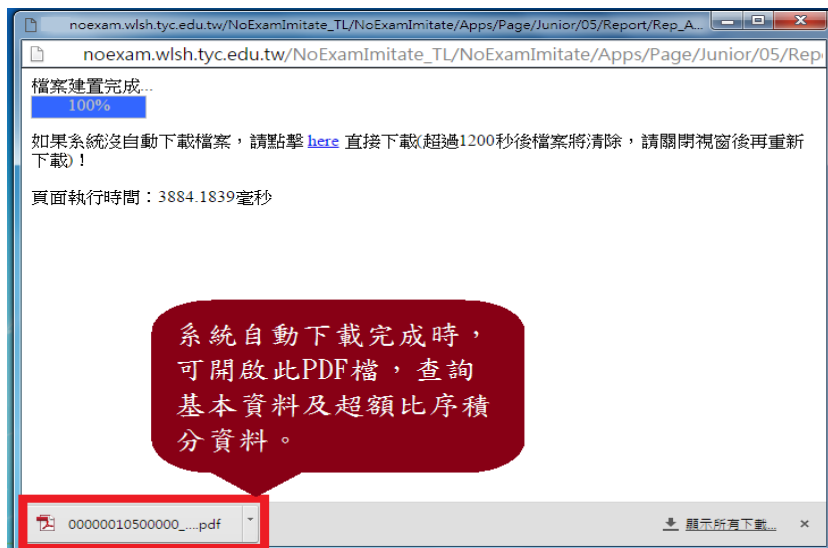 noexam.wlsh.tyc.edu.tw/NoExamImitate_TL/NoExamImitate/Apps/Page/Junior/05/Report/Rep_A...
noexam.wlsh.tyc.edu.tw/NoExamImitate_TL/NoExamImitate/Apps/Page/Junior/05/Rep
檔案建置完成...
100%
如果系統沒自動下載檔案，請點擊 here 直接下載(超過1200秒後檔案將清除，請關閉視窗後再重新
下載)！
頁面執行時間：3884.1839毫秒
系統自動下載完成時，
可開啟此PDF檔，查詢
基本資料及超額比序積
分資料。
00000010500000_....pdf
顯示所有下載...